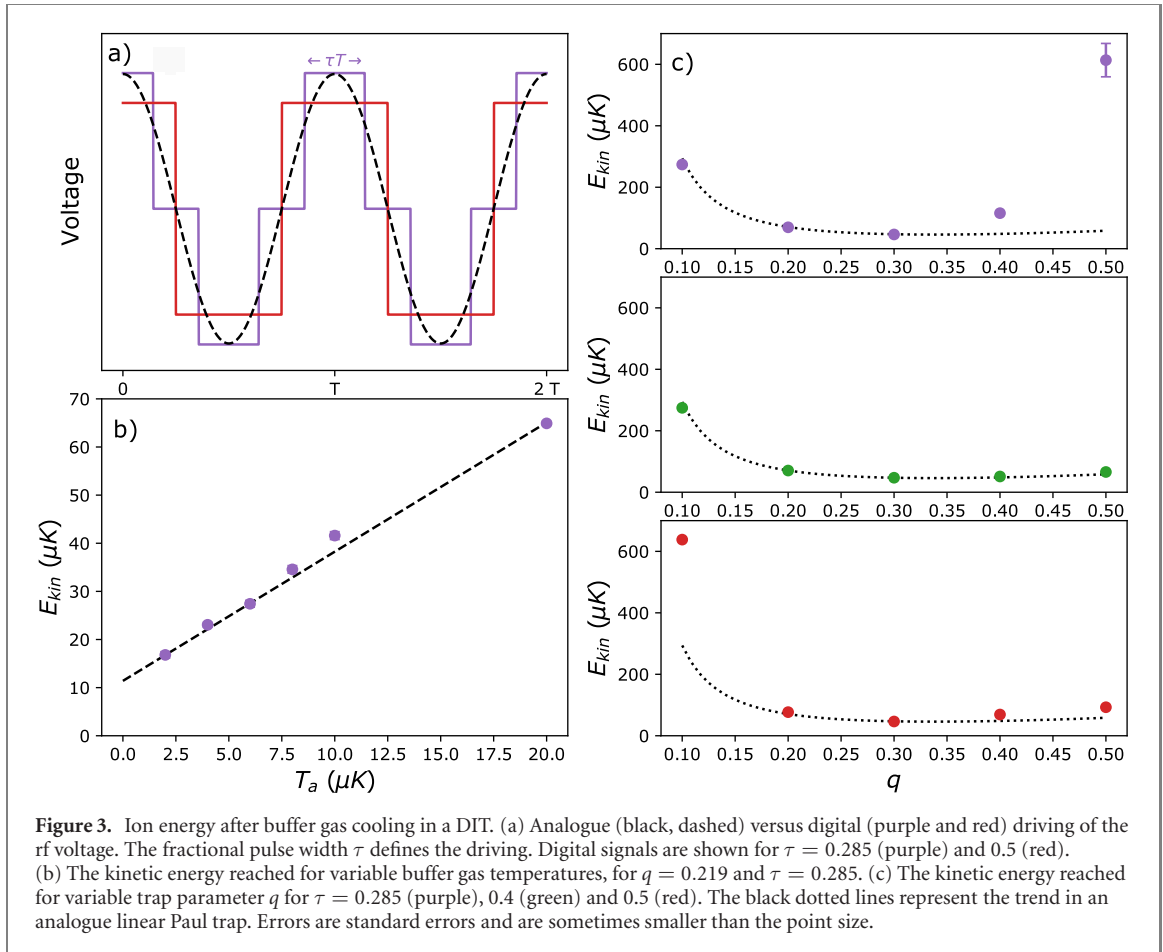 a)
← τT →
Voltage
0 T 2 T
b)
70
60
50
40
30
20
10
0
E_kin (μK)
0.0 2.5 5.0 7.5 10.0 12.5 15.0 17.5 20.0
T_a (μK)
c)
600
400
200
0
E_kin (μK)
0.10 0.15 0.20 0.25 0.30 0.35 0.40 0.45 0.50
600
400
200
0
E_kin (μK)
0.10 0.15 0.20 0.25 0.30 0.35 0.40 0.45 0.50
600
400
200
0
E_kin (μK)
0.10 0.15 0.20 0.25 0.30 0.35 0.40 0.45 0.50
q
Figure 3. Ion energy after buffer gas cooling in a DIT. (a) Analogue (black, dashed) versus digital (purple and red) driving of the
rf voltage. The fractional pulse width τ defines the driving. Digital signals are shown for τ = 0.285 (purple) and 0.5 (red).
(b) The kinetic energy reached for variable buffer gas temperatures, for q = 0.219 and τ = 0.285. (c) The kinetic energy reached
for variable trap parameter q for τ = 0.285 (purple), 0.4 (green) and 0.5 (red). The black dotted lines represent the trend in an
analogue linear Paul trap. Errors are standard errors and are sometimes smaller than the point size.